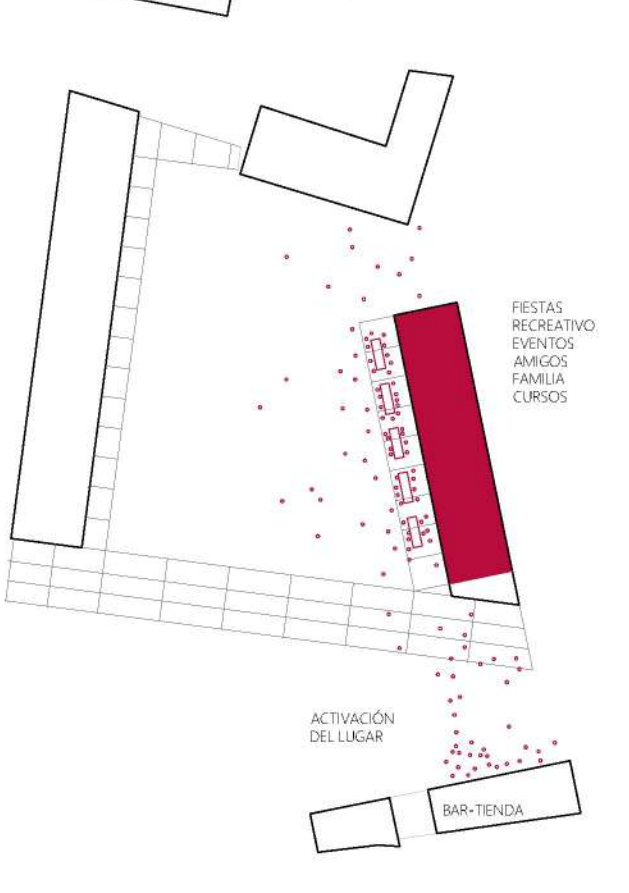 FIESTAS
RECREATIVO
EVENTOS
AMIGOS
FAMILIA
CURSOS
ACTIVACIÓN
DEL LUGAR
BAR-TIENDA